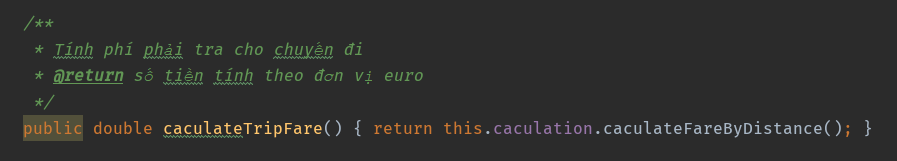 /**
* Tính phí phải tra cho chuyến đi
* @return số tiền tính theo đơn vị euro
*/
public double caculateTripFare() { return this.caculation.caculateFareByDistance(); }